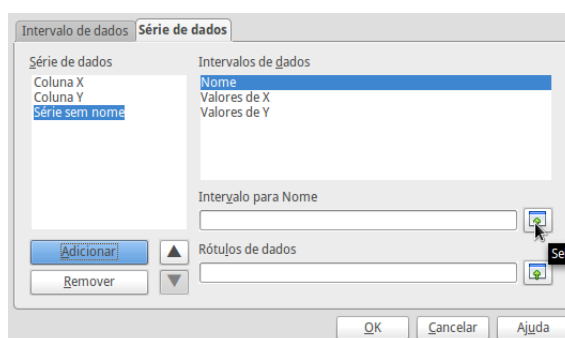 Intervalo de dados Série de dados
Série de dados
Coluna X
Coluna Y
Série sem nome
Adicionar
Remover
Intervalos de dados
Nome
Valores de X
Valores de Y
Intervalo para Nome
Rótulos de dados
Se
OK Cancelar Ajuda